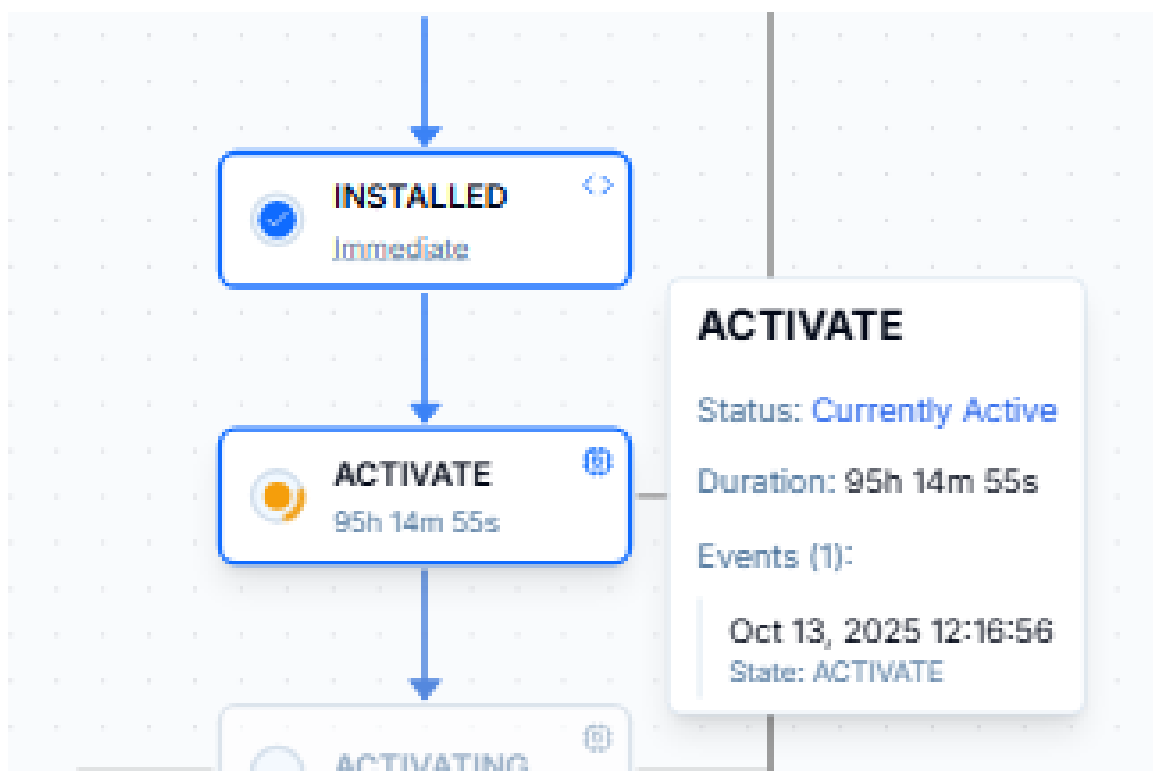 INSTALLED
Immediate
ACTIVATE
95h 14m 55s
ACTIVATING
ACTIVATE
Status: Currently Active
Duration: 95h 14m 55s
Events (1):
Oct 13, 2025 12:16:56
State: ACTIVATE